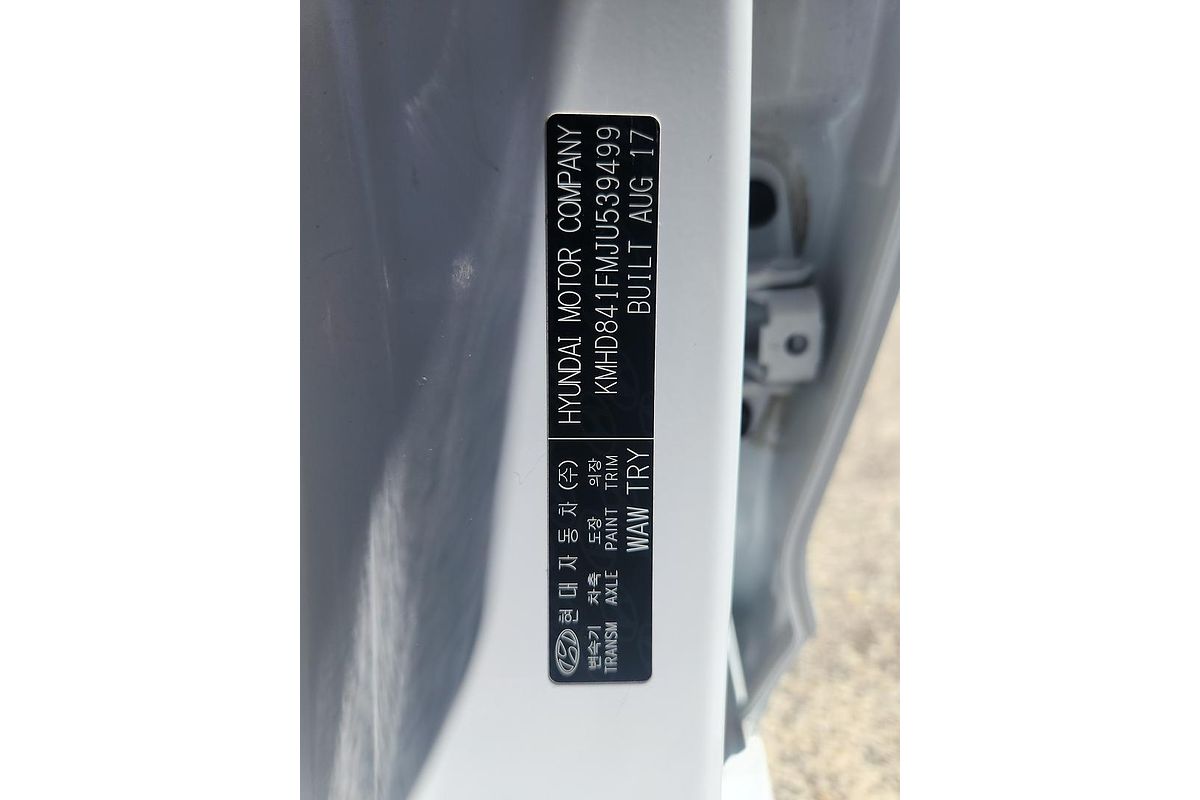 현대자동차(주)
변속기 차축 도장 의장
TRANSM AXLE PAINT TRIM
WAW TRY
HYUNDAI MOTOR COMPANY
KMHD841FMJU539499
BUILT AUG 17